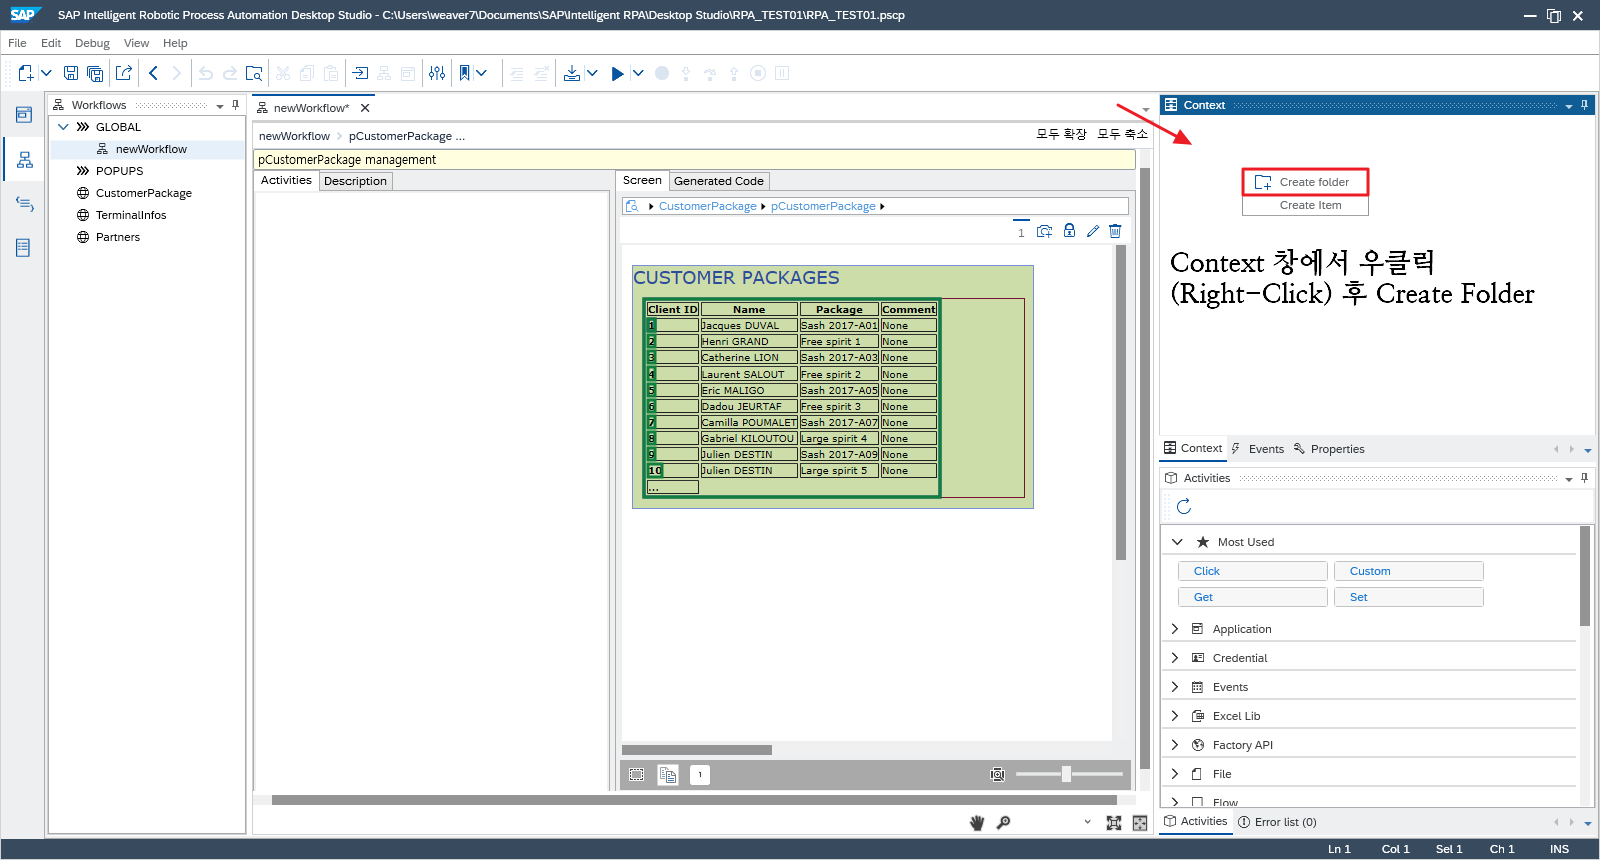 SAP SAP Intelligent Robotic Process Automation Desktop Studio - C:\Users\weaver7\Documents\SAP\Intelligent RPA\Desktop Studio\RPA_TEST01\RPA_TEST01.pscp
File Edit Debug View Help
Workflows
GLOBAL
newWorkflow
POPUPS
CustomerPackage
TerminalInfos
Partners
newWorkflow*
newWorkflow > pCustomerPackage ...
모두 확장 모두 축소
pCustomerPackage management
Activities Description
Screen Generated Code
CustomerPackage pCustomerPackage
1
CUSTOMER PACKAGES
Client ID Name Package Comment
1 Jacques DUVAL Sash 2017-A01 None
2 Henri GRAND Free spirit 1 None
3 Catherine LION Sash 2017-A03 None
4 Laurent SALOUT Free spirit 2 None
5 Eric MALIGO Sash 2017-A05 None
6 Dadou JEURTAF Free spirit 3 None
7 Camilla POUMALET Sash 2017-A07 None
8 Gabriel KILOUTOU Large spirit 4 None
9 Julien DESTIN Sash 2017-A09 None
10 Julien DESTIN Large spirit 5 None
...
1
Context
Create folder
Create Item
Context 창에서 우클릭
(Right-Click) 후 Create Folder
Context Events Properties
Activities
Most Used
Click Custom
Get Set
Application
Credential
Events
Excel Lib
Factory API
File
Flow
Activities Error list (0)
Ln 1 Col 1 Sel 1 Ch 1 INS